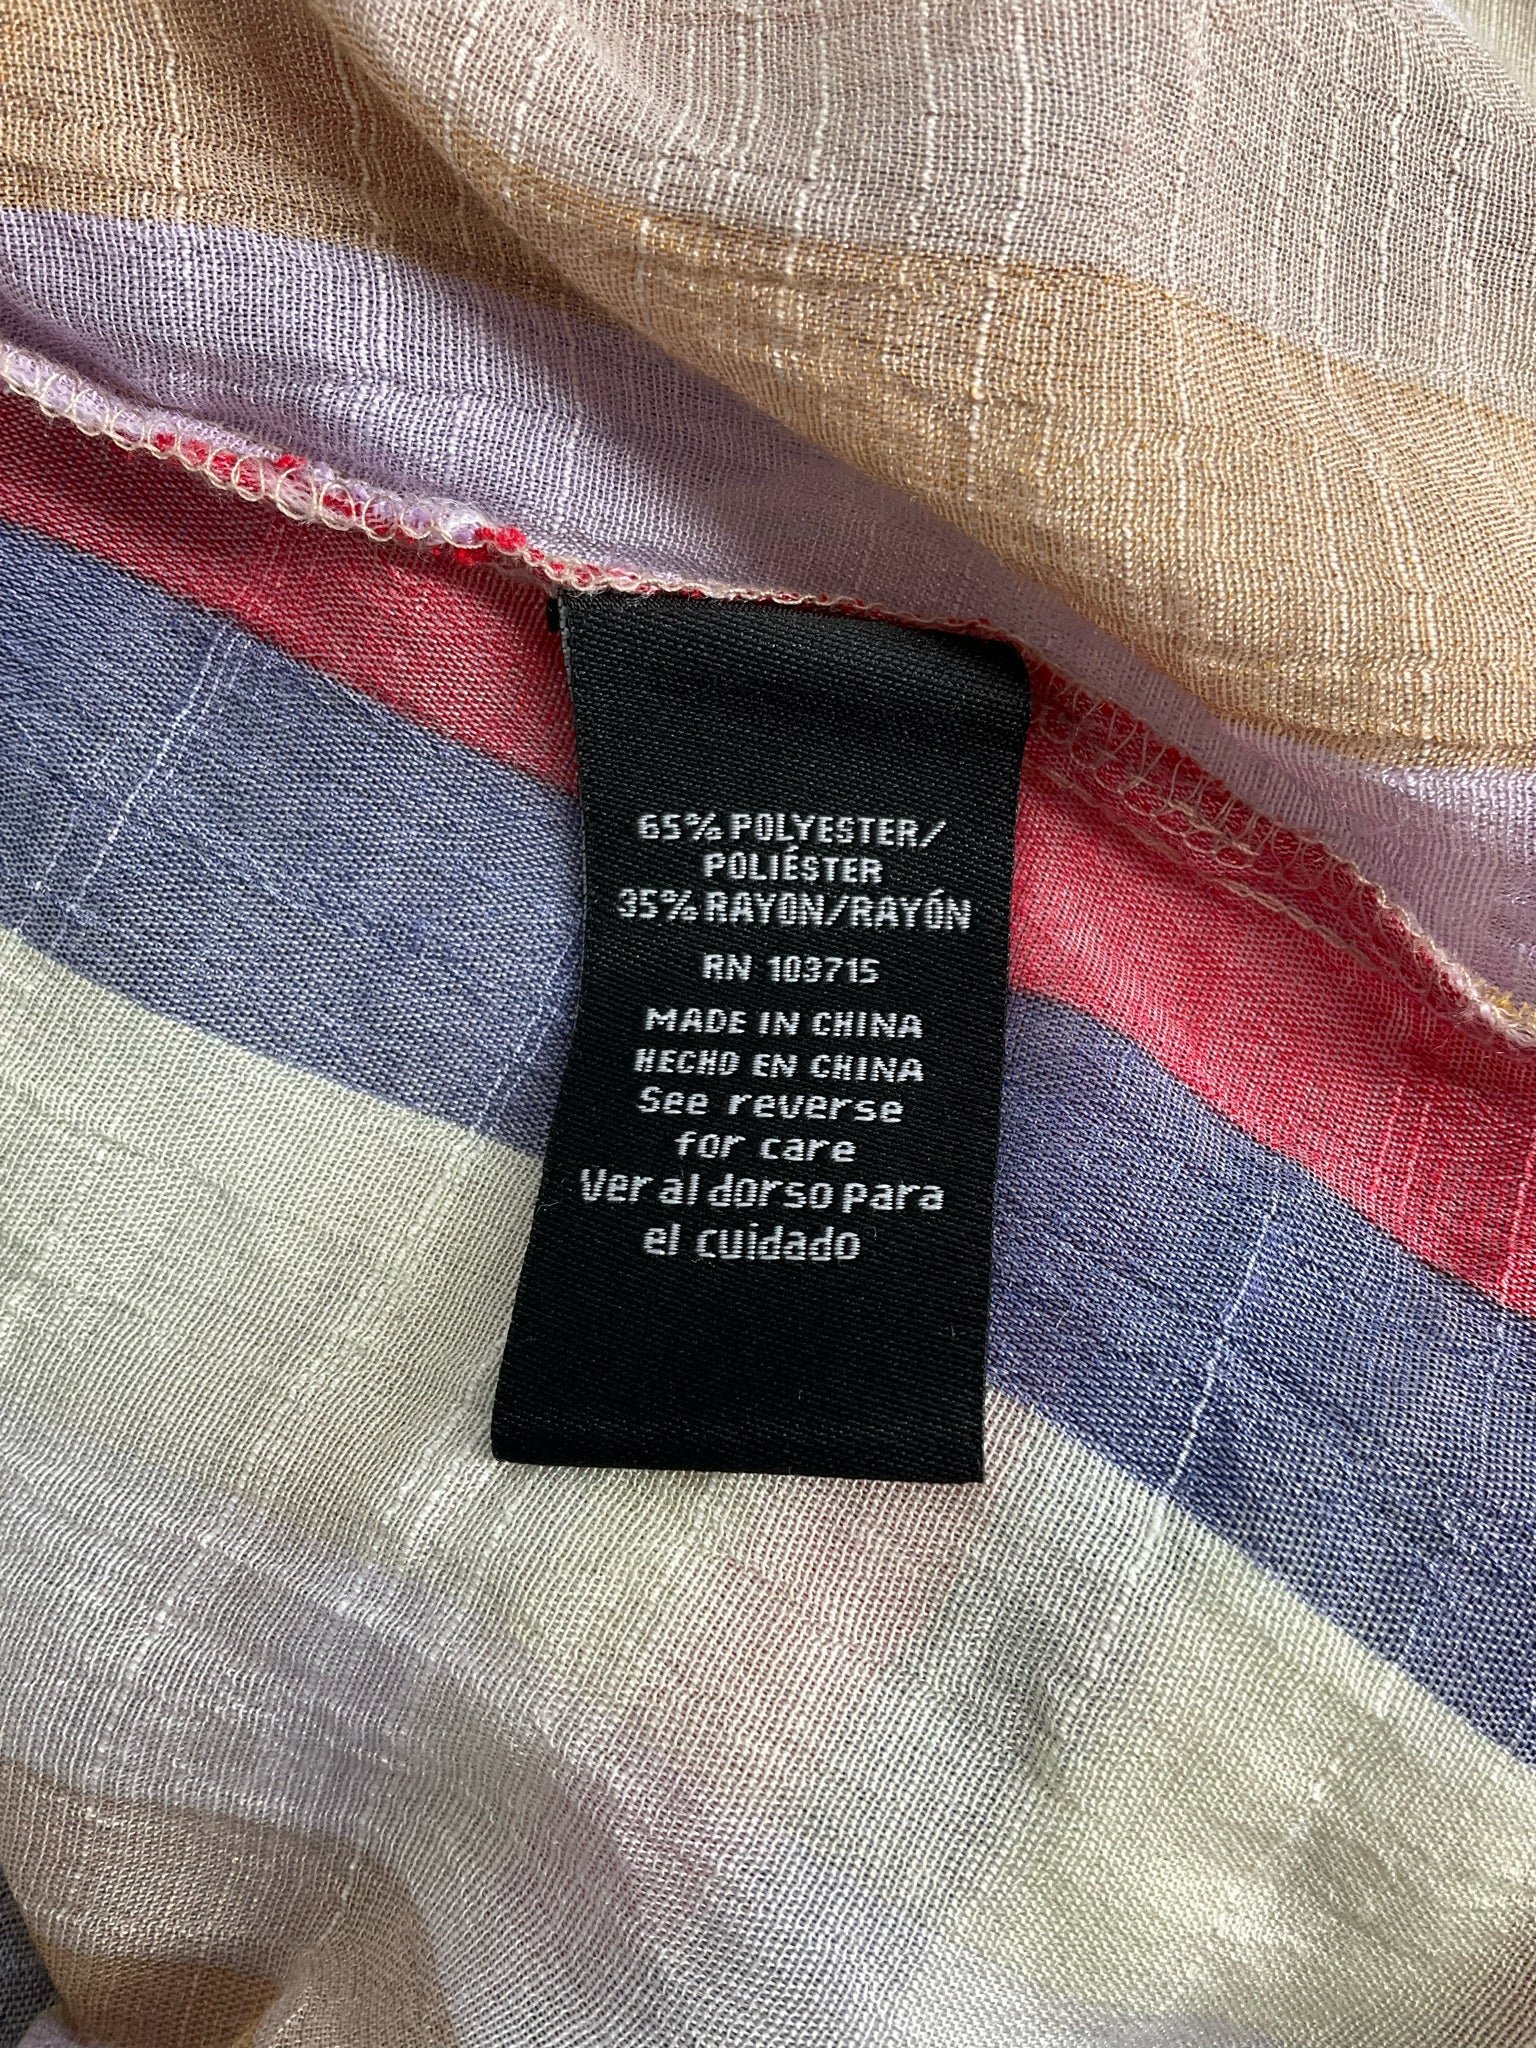 65% POLYESTER/
POLIÉSTER
35% RAYON/RAYÓN
RN 103715
MADE IN CHINA
HECHO EN CHINA
See reverse
for care
Ver al dorso para
el cuidado